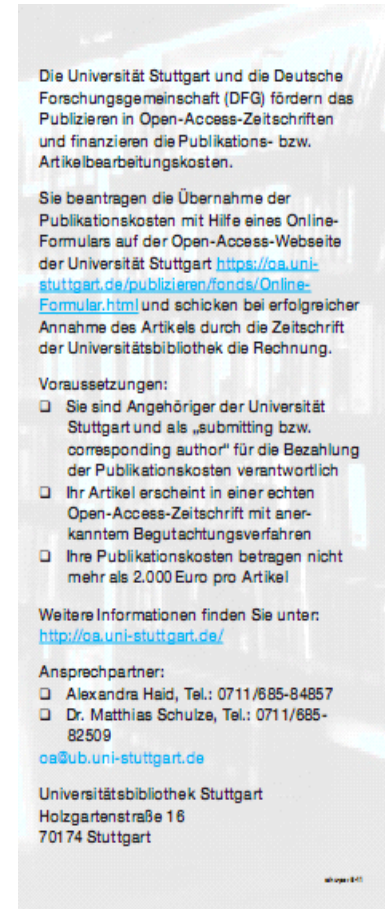 Die Universität Stuttgart und die Deutsche
Forschungsgemeinschaft (DFG) fördern das
Publizieren in Open-Access-Zeitschriften
und finanzieren die Publikations- bzw.
Artikelbearbeitungskosten.
Sie beantragen die Übernahme der
Publikationskosten mit Hilfe eines Online-
Formulars auf der Open-Access-Webseite
der Universität Stuttgart https://oa.uni-
stuttgart.de/publizieren/fonds/Online-
Formular.html und schicken bei erfolgreicher
Annahme des Artikels durch die Zeitschrift
der Universitätsbibliothek die Rechnung.
Voraussetzungen:
❑ Sie sind Angehöriger der Universität
Stuttgart und als „submitting bzw.
corresponding author“ für die Bezahlung
der Publikationskosten verantwortlich
❑ Ihr Artikel erscheint in einer echten
Open-Access-Zeitschrift mit aner-
kanntem Begutachtungsverfahren
❑ Ihre Publikationskosten betragen nicht
mehr als 2.000 Euro pro Artikel
Weitere Informationen finden Sie unter:
http://oa.uni-stuttgart.de/
Ansprechpartner:
❑ Alexandra Haid, Tel.: 0711/685-84857
❑ Dr. Matthias Schulze, Tel.: 0711/685-
82509
oa@ub.uni-stuttgart.de
Universitätsbibliothek Stuttgart
Holzgartenstraße 16
70174 Stuttgart